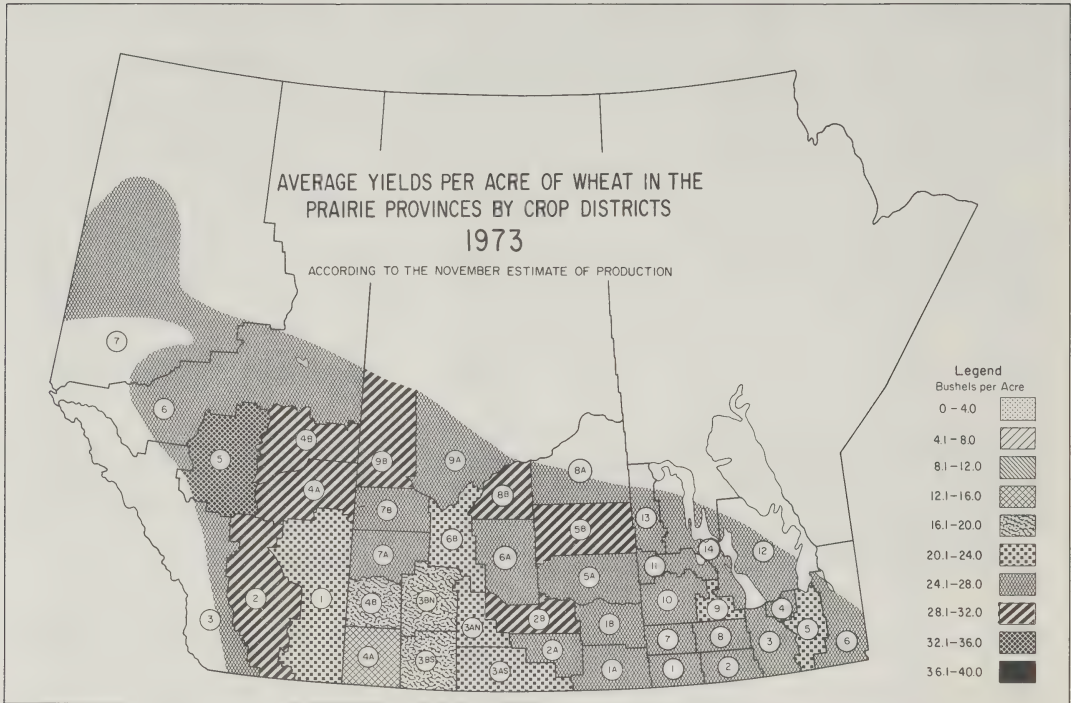 AVERAGE YIELDS PER ACRE OF WHEAT IN THE
PRAIRIE PROVINCES BY CROP DISTRICTS
1973
ACCORDING TO THE NOVEMBER ESTIMATE OF PRODUCTION
7
6
5
4B
4A
3
2
1
9B
9A
8B
8A
7B
7A
6B
6A
5B
5A
4B
3BN
4A
3BS
3AN
3AS
2B
2A
1B
1A
13
14
12
11
10
9
4
5
7
8
3
6
1
2
Legend
Bushels per Acre
0 – 4.0
4.1 – 8.0
8.1 – 12.0
12.1 – 16.0
16.1 – 20.0
20.1 – 24.0
24.1 – 28.0
28.1 – 32.0
32.1 – 36.0
36.1 – 40.0